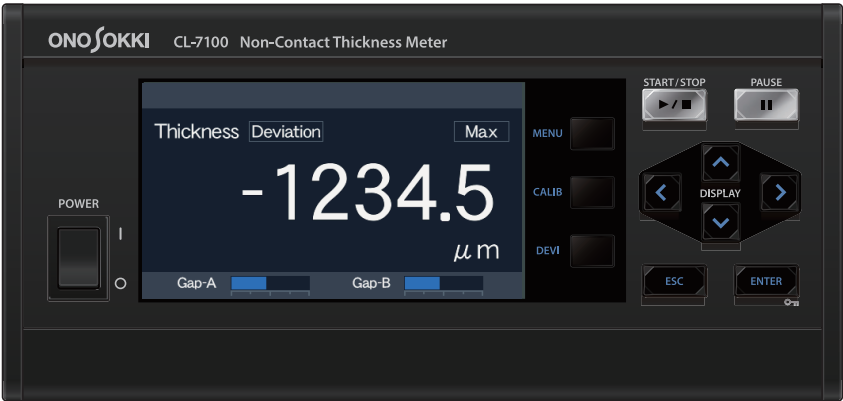 ONO SOKKI CL-7100 Non-Contact Thickness Meter
START/STOP PAUSE
Thickness Deviation Max
MENU
-1234.5
CALIB
DISPLAY
POWER
μm
DEVI
Gap-A Gap-B
ESC ENTER